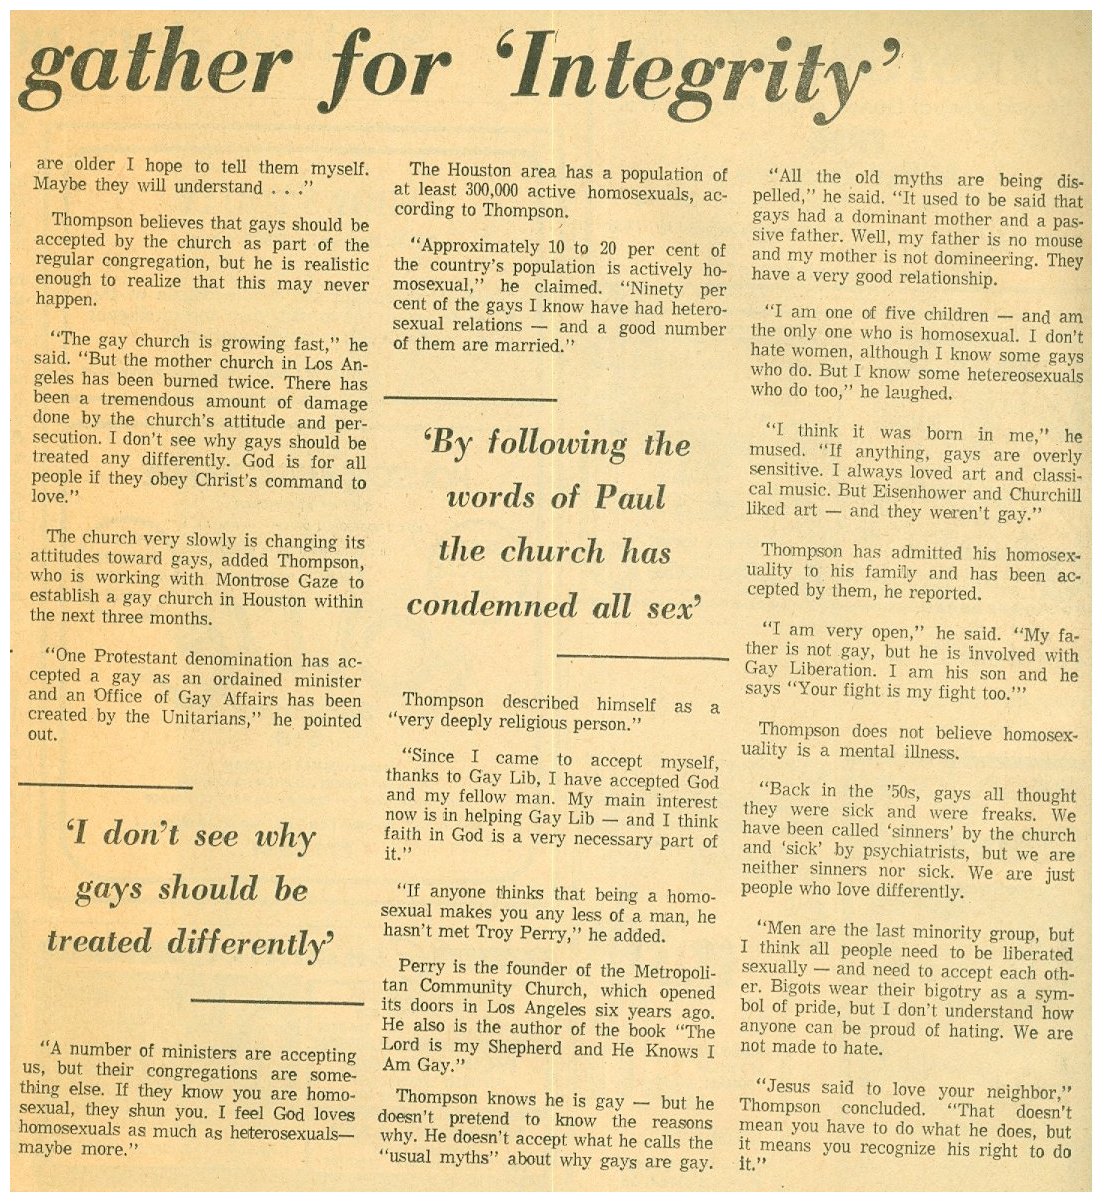 gather for ‘Integrity’
are older I hope to tell them myself.
Maybe they will understand . . .”
Thompson believes that gays should be
accepted by the church as part of the
regular congregation, but he is realistic
enough to realize that this may never
happen.
“The gay church is growing fast,” he
said. “But the mother church in Los An-
geles has been burned twice. There has
been a tremendous amount of damage
done by the church’s attitude and per-
secution. I don’t see why gays should be
treated any differently. God is for all
people if they obey Christ’s command to
love.”
The church very slowly is changing its
attitudes toward gays, added Thompson,
who is working with Montrose Gaze to
establish a gay church in Houston within
the next three months.
“One Protestant denomination has ac-
cepted a gay as an ordained minister
and an Office of Gay Affairs has been
created by the Unitarians,” he pointed
out.
‘I don’t see why
gays should be
treated differently’
“A number of ministers are accepting
us, but their congregations are some-
thing else. If they know you are homo-
sexual, they shun you. I feel God loves
homosexuals as much as heterosexuals—
maybe more.”
The Houston area has a population of
at least 300,000 active homosexuals, ac-
cording to Thompson.
“Approximately 10 to 20 per cent of
the country’s population is actively ho-
mosexual,” he claimed. “Ninety per
cent of the gays I know have had hetero-
sexual relations — and a good number
of them are married.”
‘By following the
words of Paul
the church has
condemned all sex’
Thompson described himself as a
“very deeply religious person.”
“Since I came to accept myself,
thanks to Gay Lib, I have accepted God
and my fellow man. My main interest
now is in helping Gay Lib — and I think
faith in God is a very necessary part of
it.”
“If anyone thinks that being a homo-
sexual makes you any less of a man, he
hasn’t met Troy Perry,” he added.
Perry is the founder of the Metropoli-
tan Community Church, which opened
its doors in Los Angeles six years ago.
He also is the author of the book “The
Lord is my Shepherd and He Knows I
Am Gay.”
Thompson knows he is gay — but he
doesn’t pretend to know the reasons
why. He doesn’t accept what he calls the
“usual myths” about why gays are gay.
“All the old myths are being dis-
pelled,” he said. “It used to be said that
gays had a dominant mother and a pas-
sive father. Well, my father is no mouse
and my mother is not domineering. They
have a very good relationship.
“I am one of five children — and am
the only one who is homosexual. I don’t
hate women, although I know some gays
who do. But I know some hetereosexuals
who do too,” he laughed.
“I think it was born in me,” he
mused. “If anything, gays are overly
sensitive. I always loved art and classi-
cal music. But Eisenhower and Churchill
liked art — and they weren’t gay.”
Thompson has admitted his homosex-
uality to his family and has been ac-
cepted by them, he reported.
“I am very open,” he said. “My fa-
ther is not gay, but he is involved with
Gay Liberation. I am his son and he
says “Your fight is my fight too.’”
Thompson does not believe homosex-
uality is a mental illness.
“Back in the ’50s, gays all thought
they were sick and were freaks. We
have been called ‘sinners’ by the church
and ‘sick’ by psychiatrists, but we are
neither sinners nor sick. We are just
people who love differently.
“Men are the last minority group, but
I think all people need to be liberated
sexually — and need to accept each oth-
er. Bigots wear their bigotry as a sym-
bol of pride, but I don’t understand how
anyone can be proud of hating. We are
not made to hate.
“Jesus said to love your neighbor,”
Thompson concluded. “That doesn’t
mean you have to do what he does, but
it means you recognize his right to do
it.”